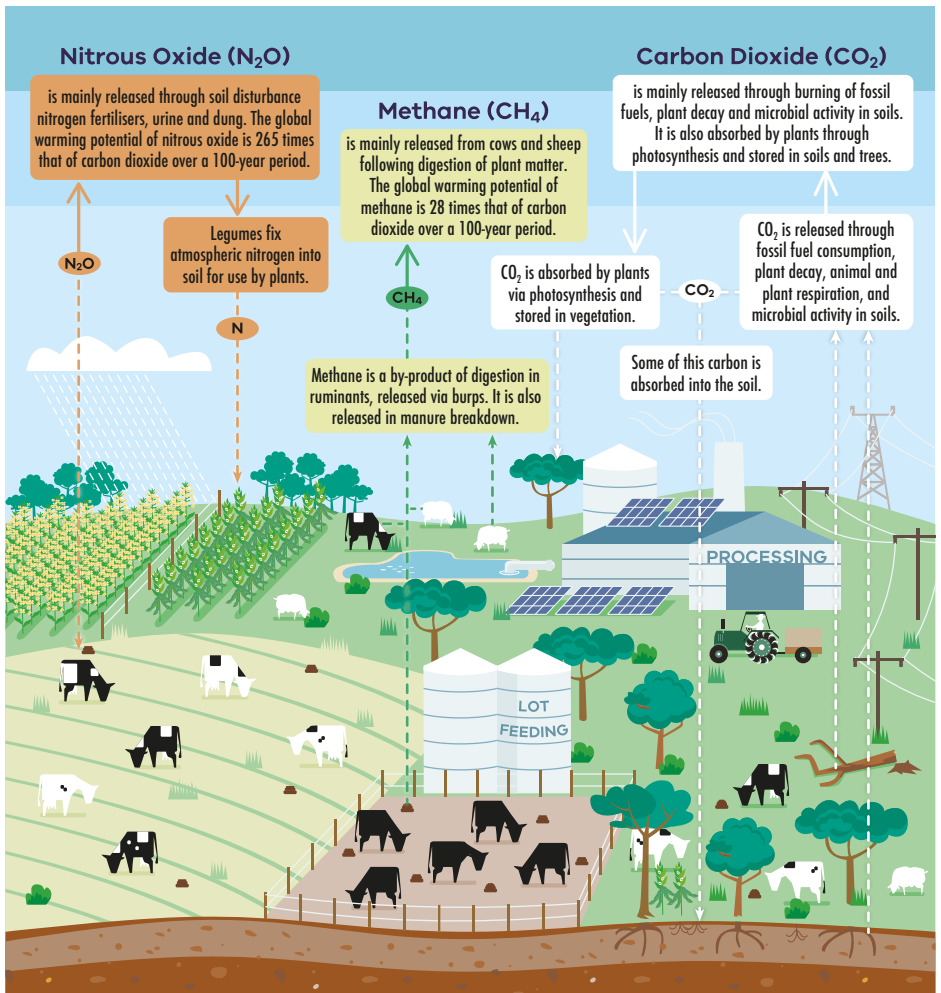 Nitrous Oxide (N₂O)
is mainly released through soil disturbance
nitrogen fertilisers, urine and dung. The global
warming potential of nitrous oxide is 265 times
that of carbon dioxide over a 100-year period.
Methane (CH₄)
is mainly released from cows and sheep
following digestion of plant matter.
The global warming potential of
methane is 28 times that of carbon
dioxide over a 100-year period.
Carbon Dioxide (CO₂)
is mainly released through burning of fossil
fuels, plant decay and microbial activity in soils.
It is also absorbed by plants through
photosynthesis and stored in soils and trees.
N₂O
Legumes fix
atmospheric nitrogen into
soil for use by plants.
N
CH₄
Methane is a by-product of digestion in
ruminants, released via burps. It is also
released in manure breakdown.
CO₂ is absorbed by plants
via photosynthesis and
stored in vegetation.
CO₂
CO₂ is released through
fossil fuel consumption,
plant decay, animal and
plant respiration, and
microbial activity in soils.
Some of this carbon is
absorbed into the soil.
PROCESSING
LOT
FEEDING